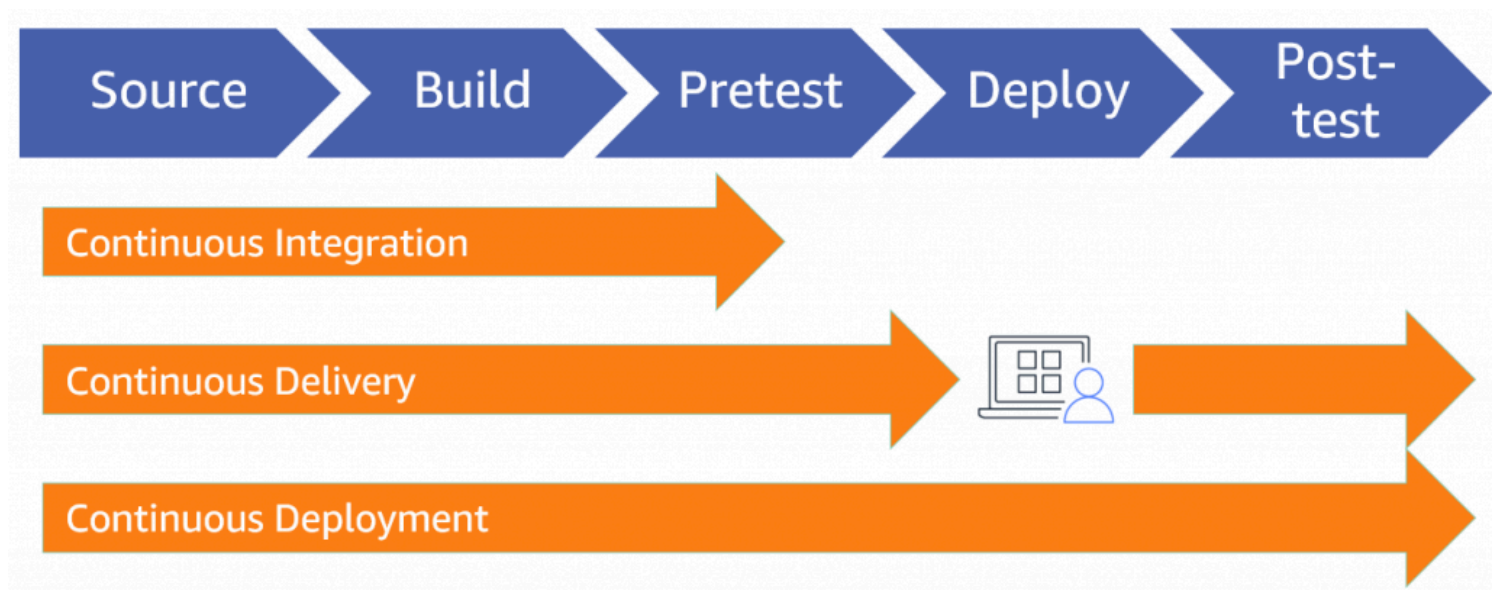 Source
Build
Pretest
Deploy
Post-
test
Continuous Integration
Continuous Delivery
Continuous Deployment